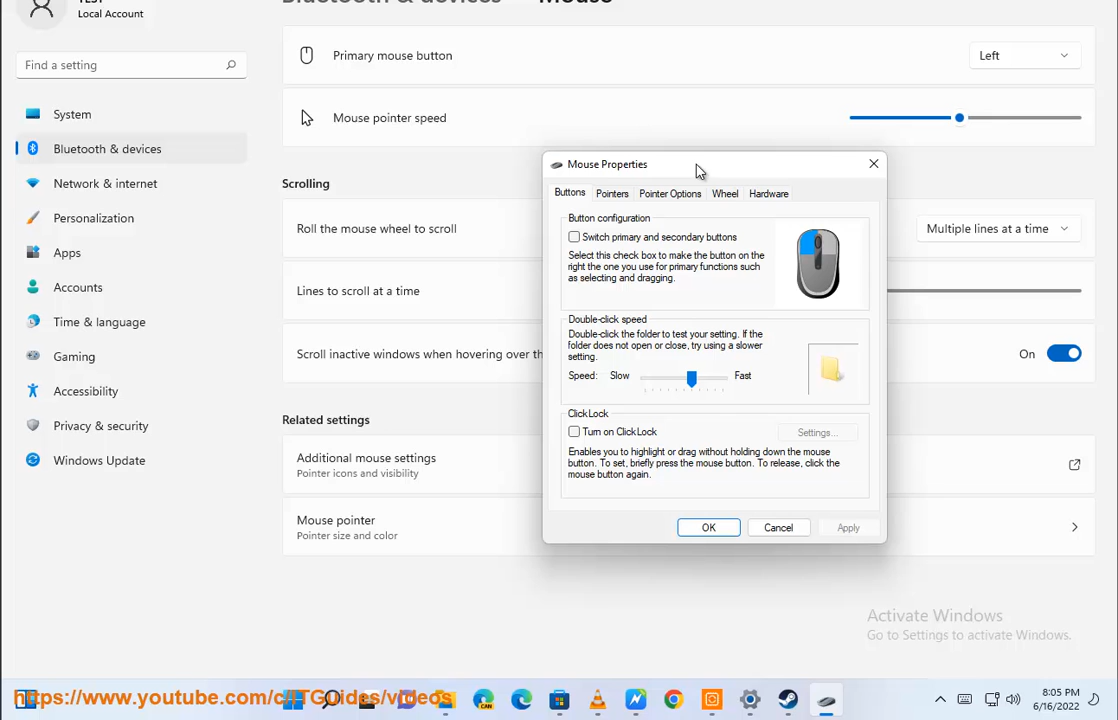 Local Account
Find a setting
System
Bluetooth & devices
Network & internet
Personalization
Apps
Accounts
Time & language
Gaming
Accessibility
Privacy & security
Windows Update
Primary mouse button
Left
Mouse pointer speed
Scrolling
Roll the mouse wheel to scroll
Multiple lines at a time
Lines to scroll at a time
Scroll inactive windows when hovering over th
On
Related settings
Additional mouse settings
Pointer icons and visibility
Mouse pointer
Pointer size and color
Mouse Properties
Buttons Pointers Pointer Options Wheel Hardware
Button configuration
Switch primary and secondary buttons
Select this check box to make the button on the
right the one you use for primary functions such
as selecting and dragging.
Double-click speed
Double-click the folder to test your setting. If the
folder does not open or close, try using a slower
setting.
Speed: Slow Fast
ClickLock
Turn on ClickLock
Settings...
Enables you to highlight or drag without holding down the mouse
button. To set, briefly press the mouse button. To release, click the
mouse button again.
OK Cancel Apply
Activate Windows
Go to Settings to activate Windows.
https://www.youtube.com/c/ITGuides/videos
CAN
8:05 PM
6/16/2022